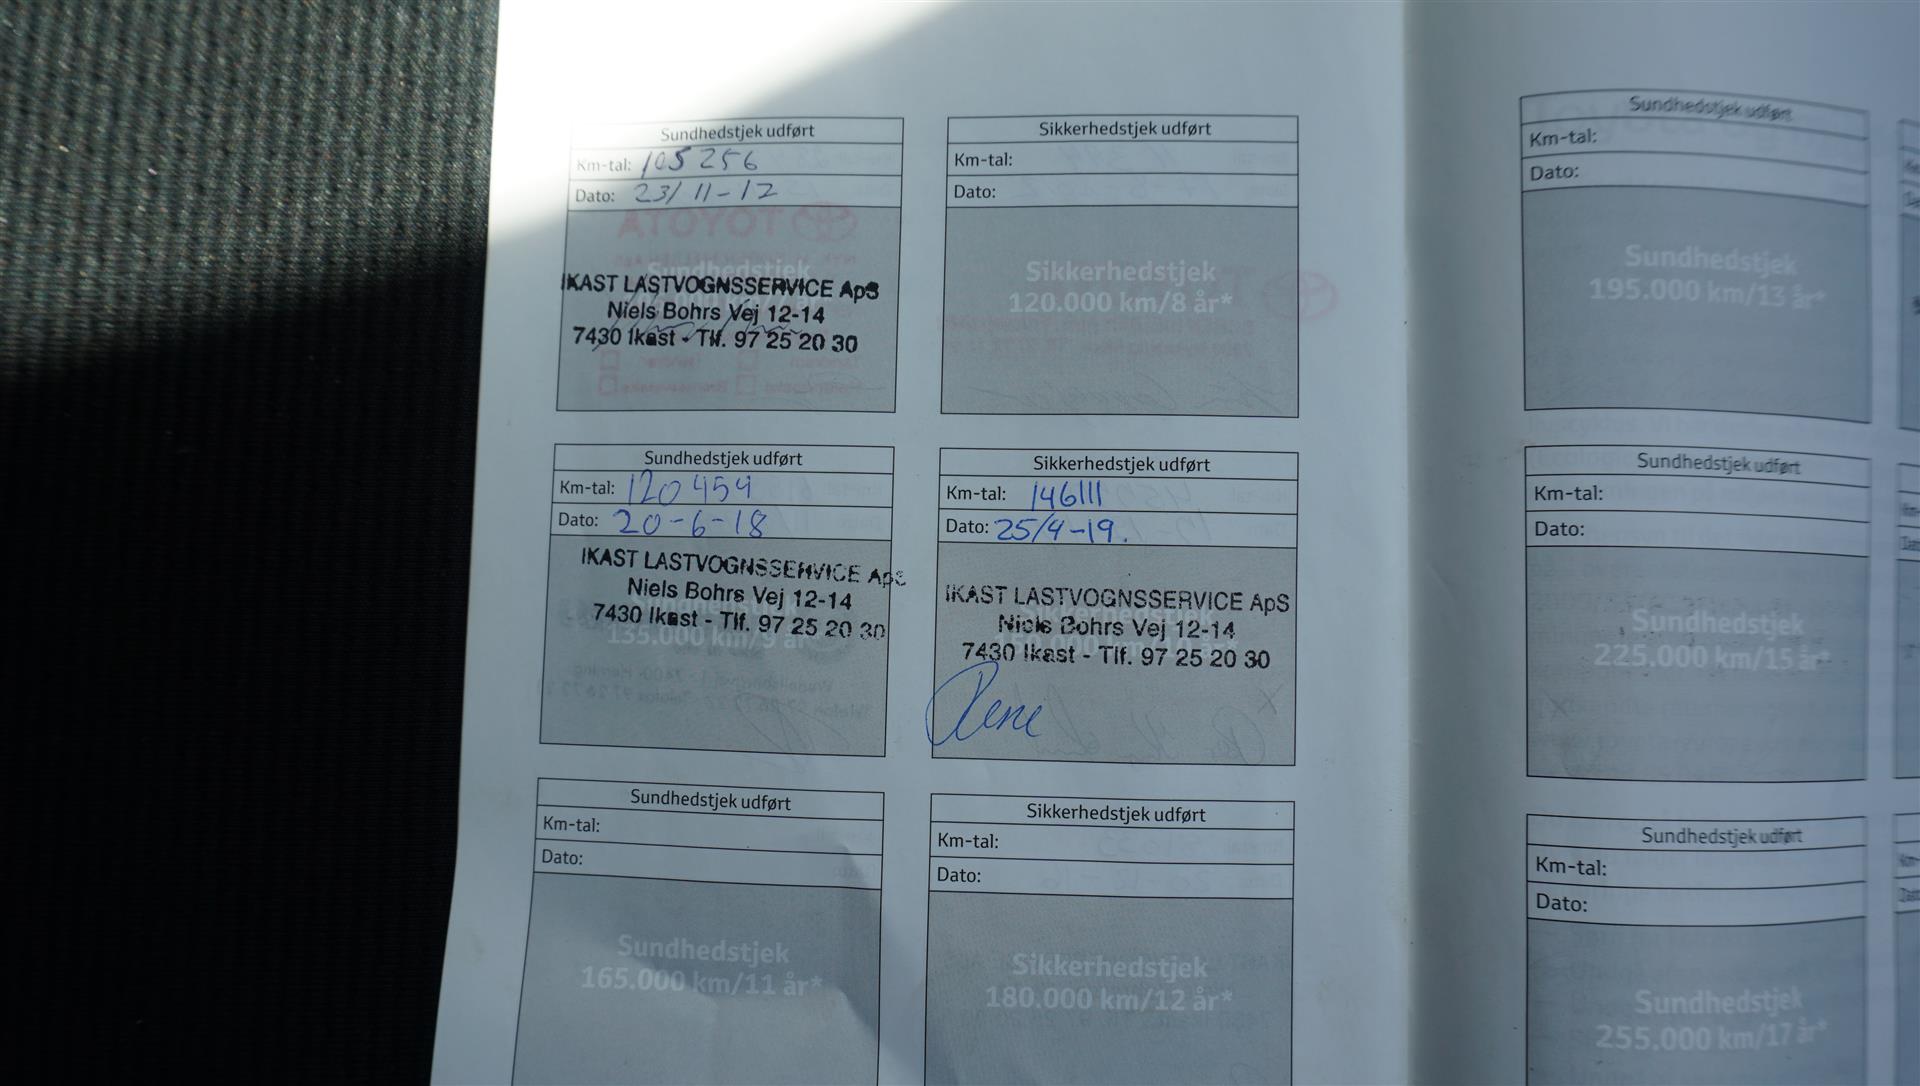 Sundhedstjek udført
Km-tal: 105 256
Dato: 23/11-12
TOYOTA
Sundhedstjek
IKAST LASTVOGNSSERVICE ApS
Niels Bohrs Vej 12-14
7430 Ikast - Tlf. 97 25 20 30
Sikkerhedstjek udført
Km-tal:
Dato:
Sikkerhedstjek
120.000 km/8 år*
Sundhedstjek udført
Km-tal: 120 454
Dato: 20-6-18
IKAST LASTVOGNSSERVICE ApS
Niels Bohrs Vej 12-14
7430 Ikast - Tlf. 97 25 20 30
135.000 km/9 år*
Sikkerhedstjek udført
Km-tal: 146111
Dato: 25/4-19.
IKAST LASTVOGNSSERVICE ApS
Niels Bohrs Vej 12-14
7430 Ikast - Tlf. 97 25 20 30
Rene
Sundhedstjek udført
Km-tal:
Dato:
Sundhedstjek
165.000 km/11 år*
Sikkerhedstjek udført
Km-tal:
Dato:
Sikkerhedstjek
180.000 km/12 år*
Sundhedstjek udført
Km-tal:
Dato:
Sundhedstjek
195.000 km/13 år*
Sundhedstjek udført
Km-tal:
Dato:
Sundhedstjek
225.000 km/15 år*
Sundhedstjek udført
Km-tal:
Dato:
Sundhedstjek
255.000 km/17 år*